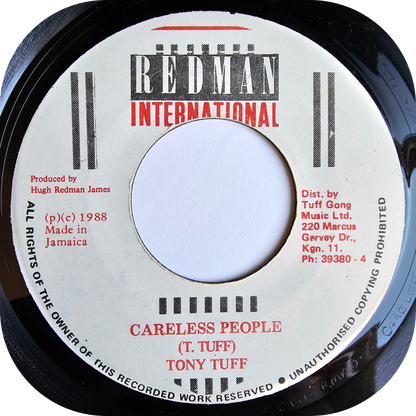 REDMAN
INTERNATIONAL
Produced by
Hugh Redman James
(p)(c) 1988
Made in
Jamaica
Dist. by
Tuff Gong
Music Ltd.
220 Marcus
Garvey Dr.,
Kgn. 11.
Ph: 39380 - 4
CARELESS PEOPLE
(T. TUFF)
TONY TUFF
ALL RIGHTS OF THE OWNER OF THIS RECORDED WORK RESERVED • UNAUTHORISED COPYING PROHIBITED